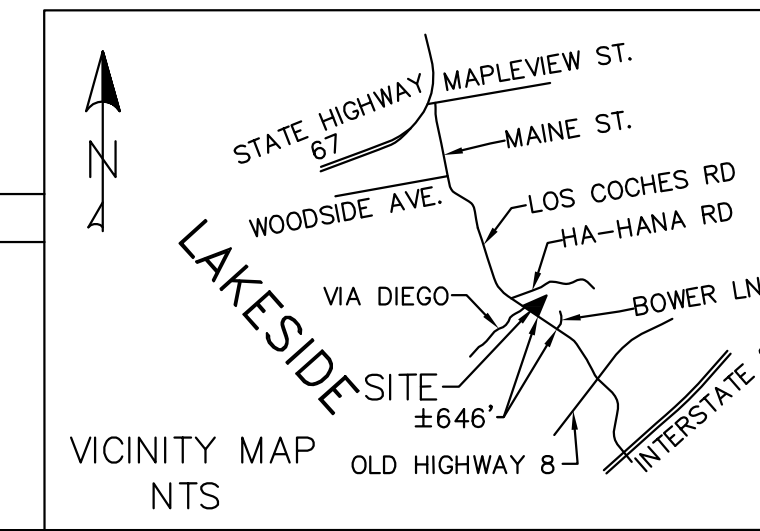 MAPLEVIEW ST.
STATE HIGHWAY
67
MAINE ST.
N
WOODSIDE AVE.
LOS COCHES RD
HA-HANA RD
LAKESIDE
VIA DIEGO
BOWER LN
SITE
±646'
INTERSTATE
OLD HIGHWAY 8
VICINITY MAP
NTS